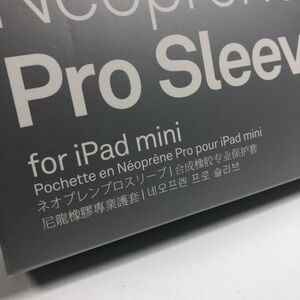 Neoprene
Pro Sleev
for iPad mini
Pochette en Néoprène Pro pour iPad mini
ネオプレンプロスリーブ | 合成橡胶专业保护套
尼龍橡膠專業護套 | 네오프렌 프로 슬리브